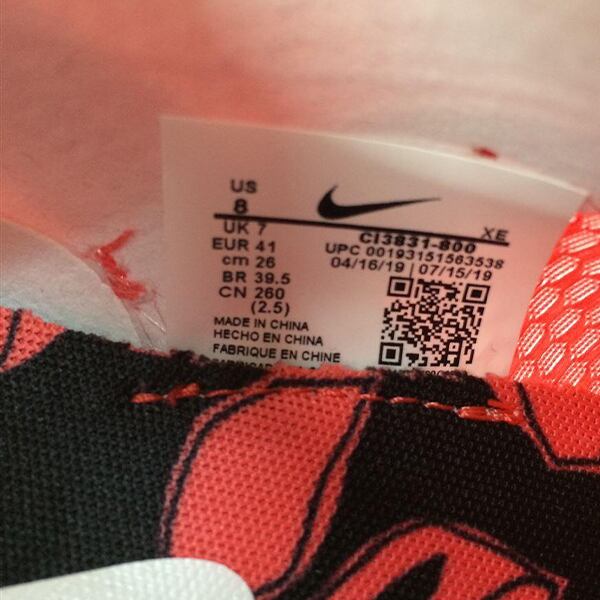 US
8
UK 7
EUR 41
cm 26
BR 39.5
CN 260
(2.5)
XE
CI3831-800
UPC 00193151563538
04/16/19 | 07/15/19
MADE IN CHINA
HECHO EN CHINA
FABRIQUE EN CHINE